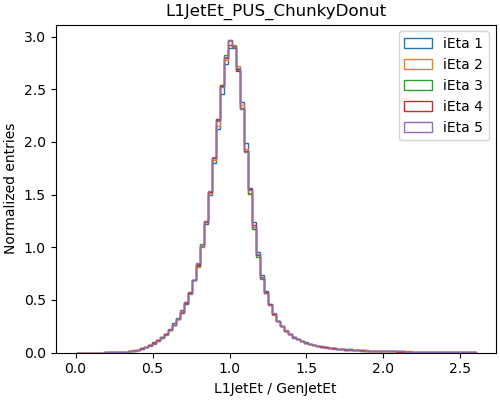 L1JetEt_PUS_ChunkyDonut
iEta 1
iEta 2
iEta 3
iEta 4
iEta 5
Normalized entries
3.0
2.5
2.0
1.5
1.0
0.5
0.0
0.0 0.5 1.0 1.5 2.0 2.5
L1JetEt / GenJetEt